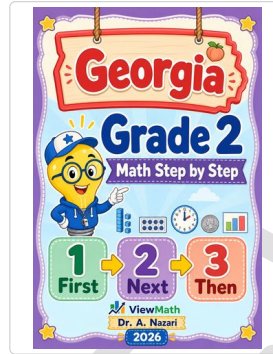 Georgia
Grade 2
Math Step by Step
1 2 3
First Next Then
ViewMath
Dr. A. Nazari
2026